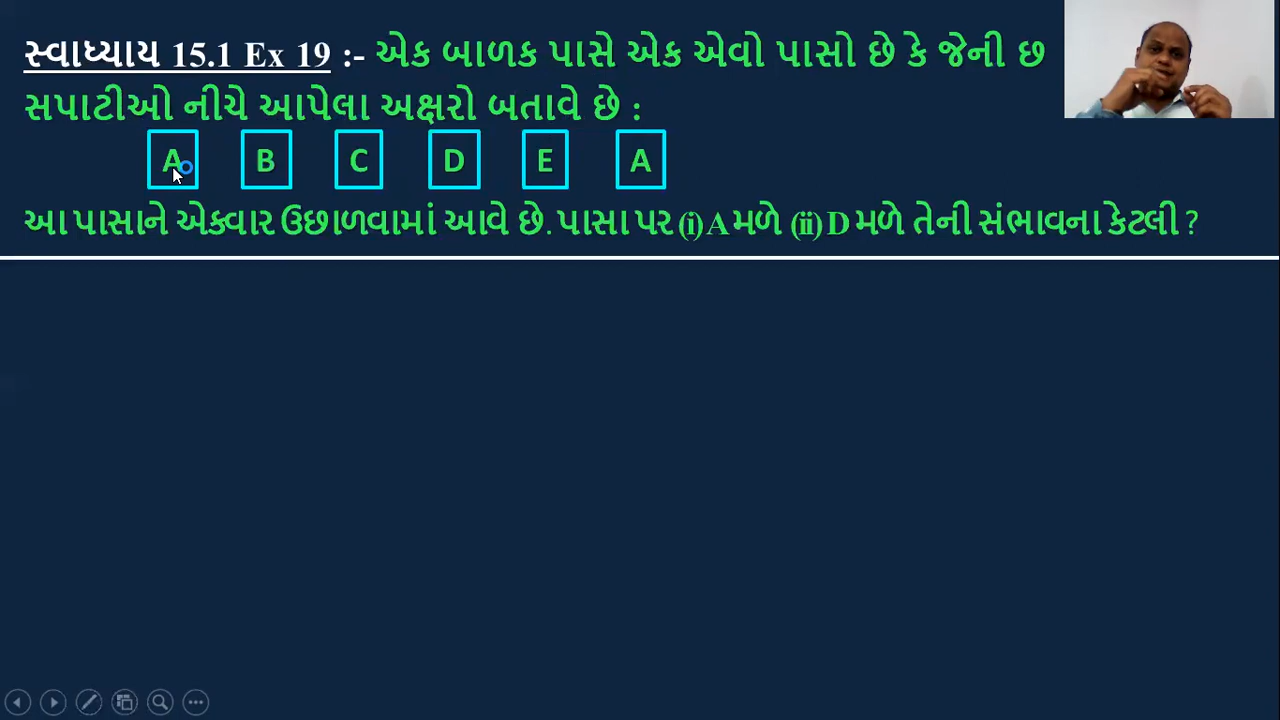 સ્વાધ્યાય 15.1 Ex 19 :- એક બાળક પાસે એક એવો પાસો છે કે જેની છ
સપાટીઓ નીચે આપેલા અક્ષરો બતાવે છે :
A B C D E A
આ પાસાને એક્વાર ઉછાળવામાં આવે છે. પાસા પર (i) A મળે (ii) D મળે તેની સંભાવના કેટલી ?